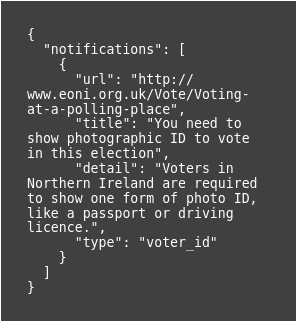 {
  "notifications": [
    {
      "url": "http://
www.eoni.org.uk/Vote/Voting-
at-a-polling-place",
      "title": "You need to
show photographic ID to vote
in this election",
      "detail": "Voters in
Northern Ireland are required
to show one form of photo ID,
like a passport or driving
licence.",
      "type": "voter_id"
    }
  ]
}